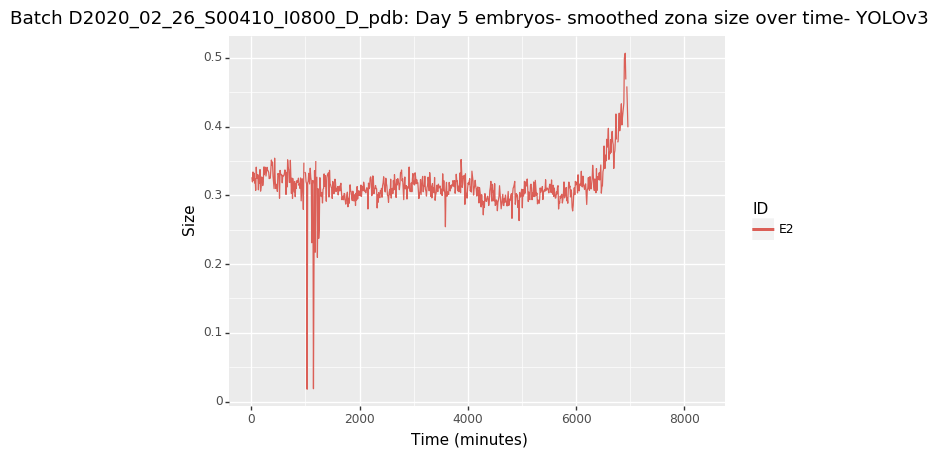 Batch D2020_02_26_S00410_I0800_D_pdb: Day 5 embryos- smoothed zona size over time- YOLOv3
0.5
0.4
0.3
0.2
0.1
0
Size
0 2000 4000 6000 8000
Time (minutes)
ID
E2